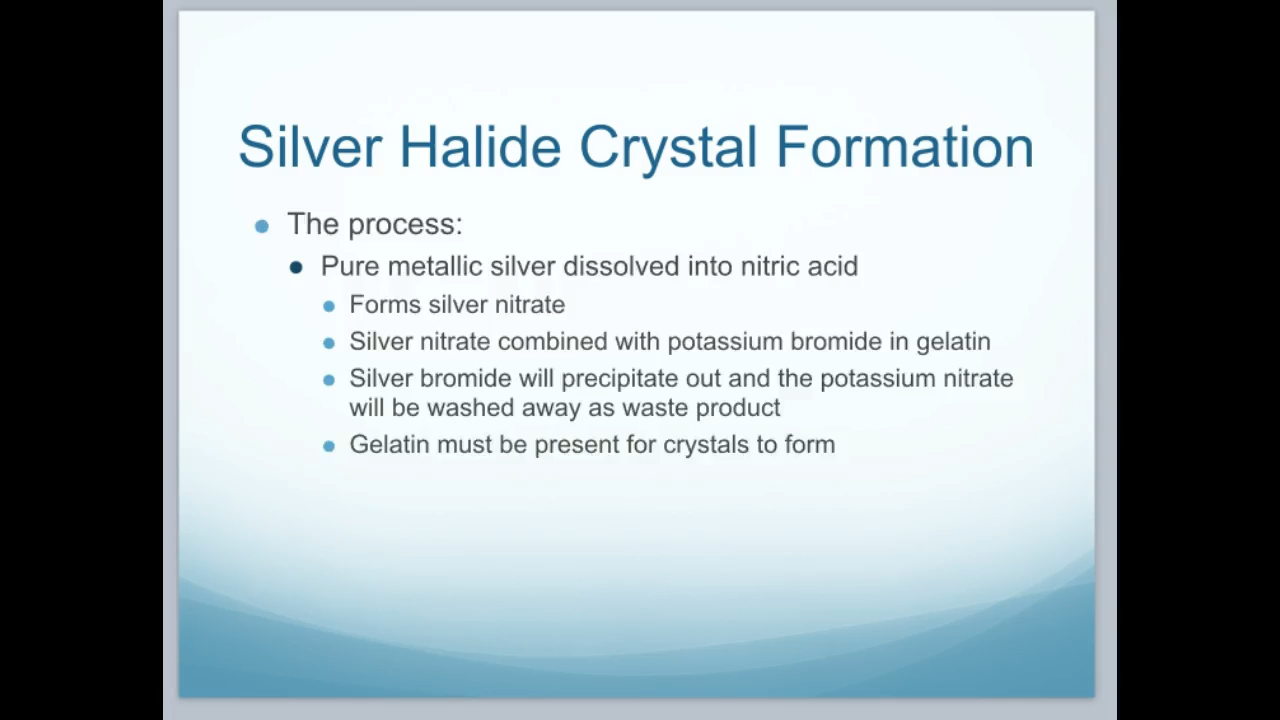 Silver Halide Crystal Formation
The process:
Pure metallic silver dissolved into nitric acid
Forms silver nitrate
Silver nitrate combined with potassium bromide in gelatin
Silver bromide will precipitate out and the potassium nitrate
will be washed away as waste product
Gelatin must be present for crystals to form